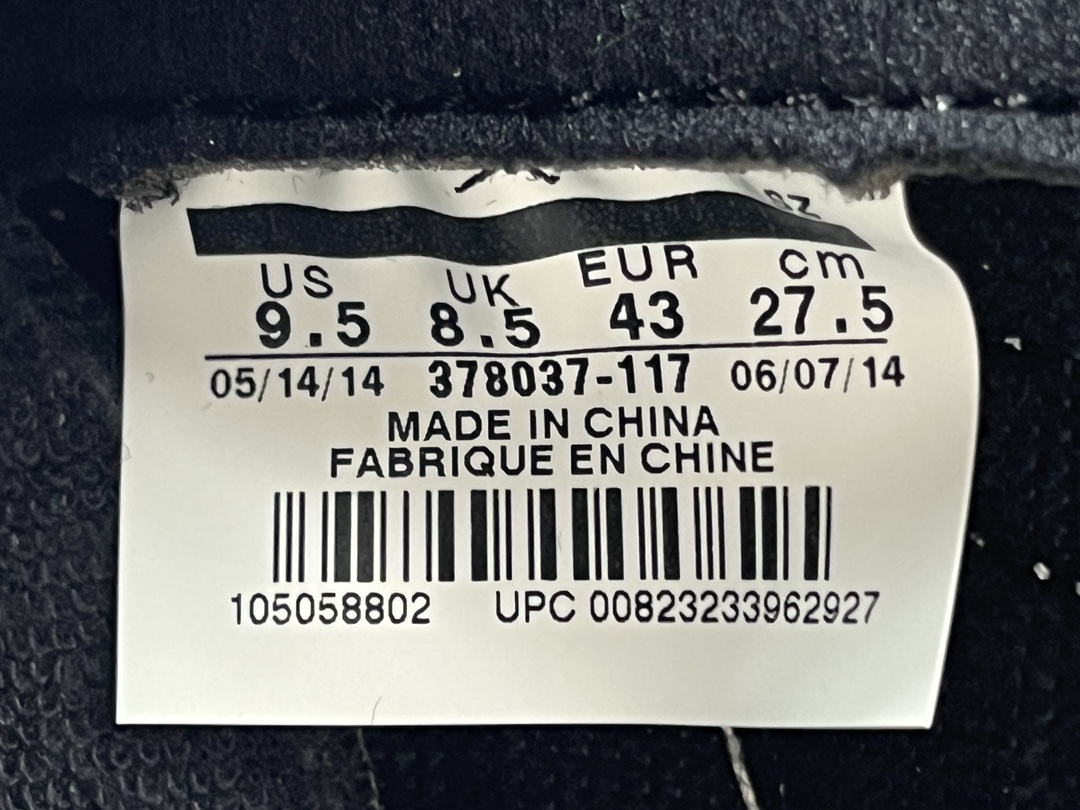 SZ
US UK EUR cm
9.5 8.5 43 27.5
05/14/14 378037-117 06/07/14
MADE IN CHINA
FABRIQUE EN CHINE
105058802 UPC 00823233962927